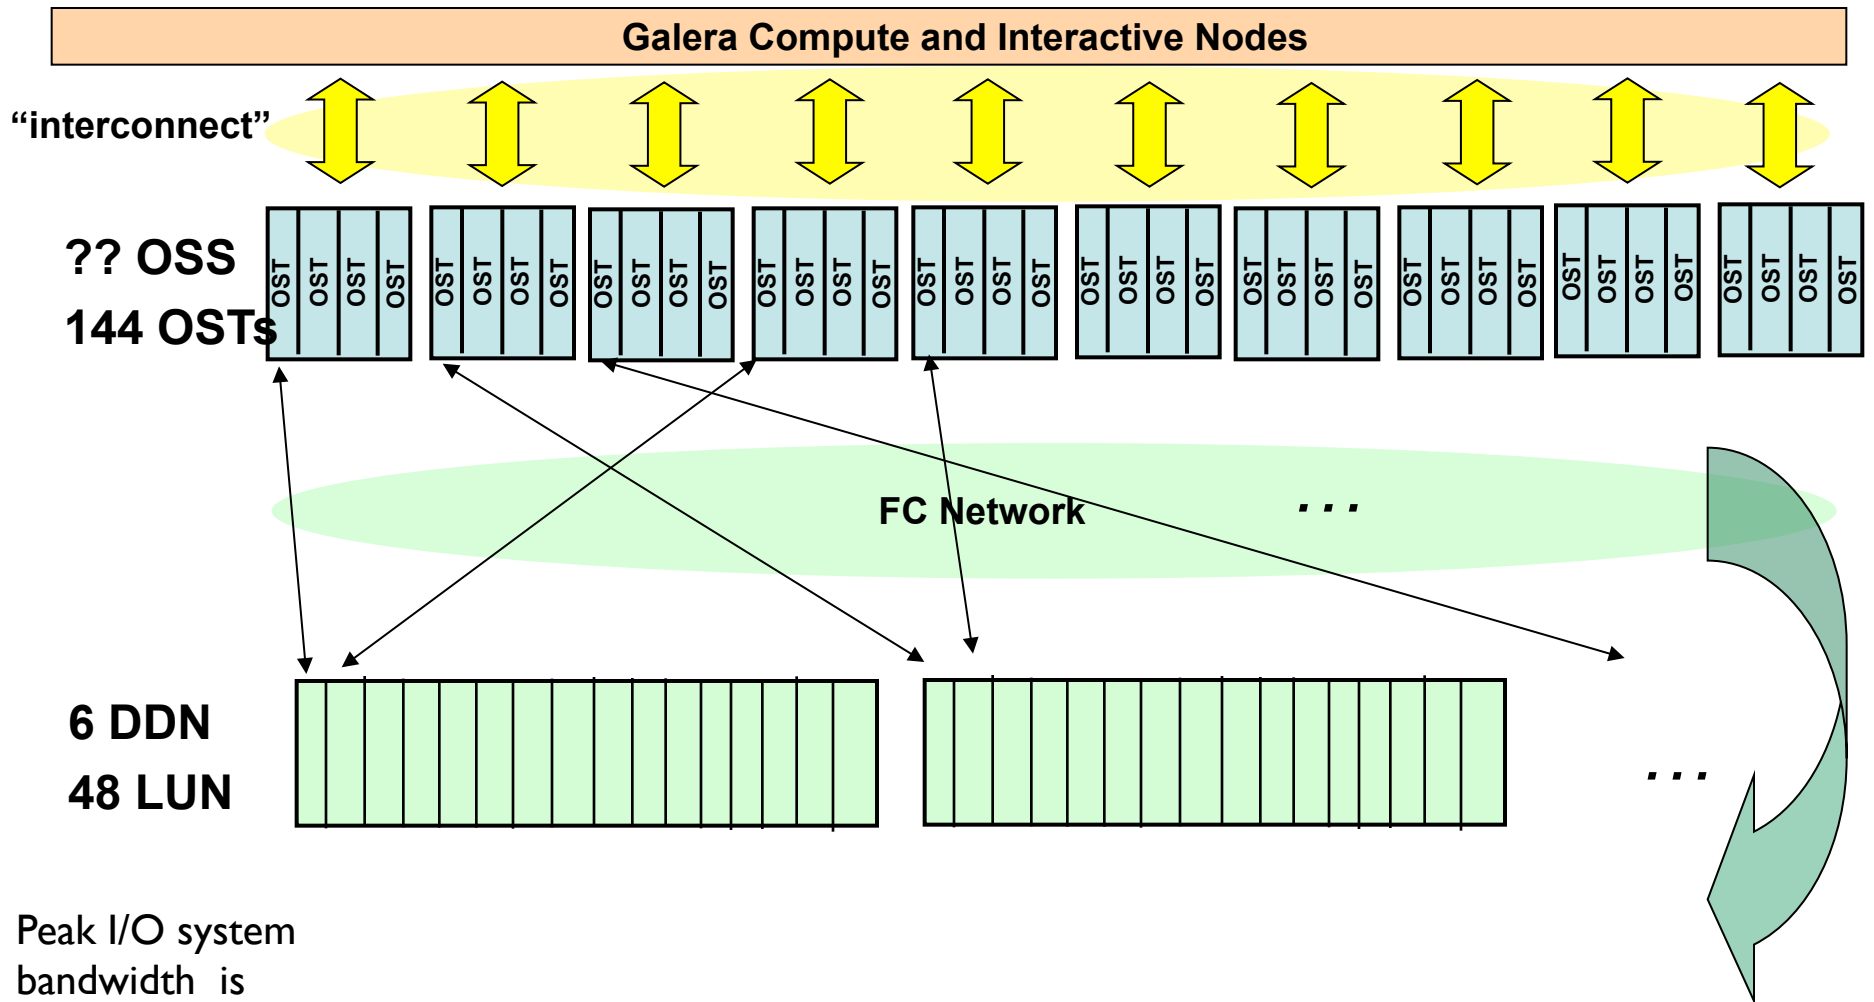 Galera Compute and Interactive Nodes
“interconnect”
?? OSS
144 OSTs
OST OST OST OST OST OST OST OST OST OST OST OST OST OST OST OST OST OST OST OST OST OST OST OST OST OST OST OST OST OST OST OST OST OST OST OST OST OST OST OST
FC Network ...
6 DDN
48 LUN
...
Peak I/O system
bandwidth is